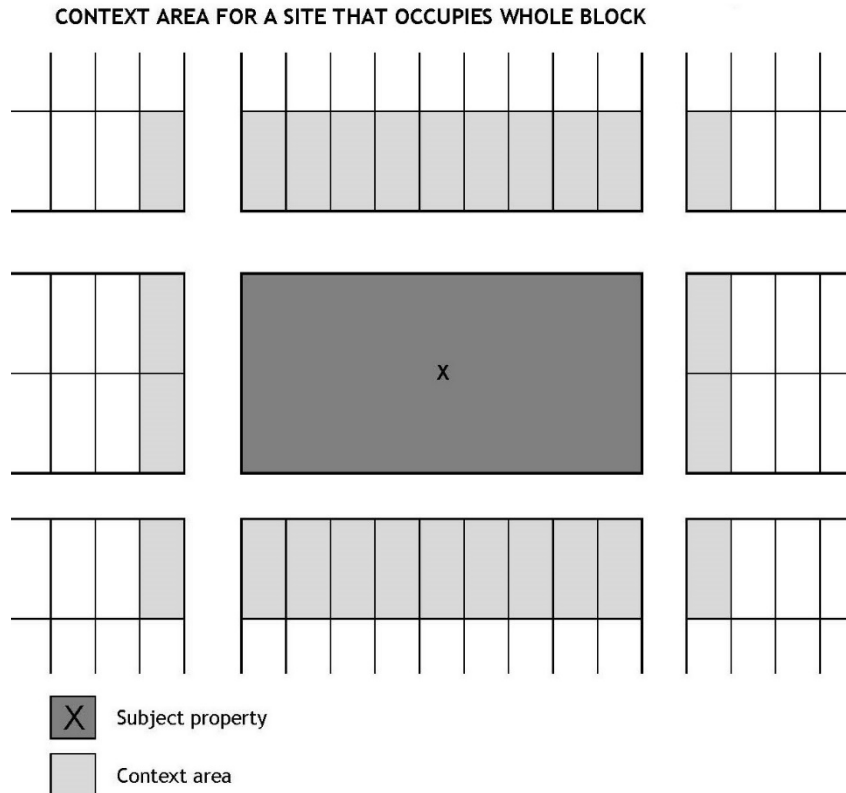 CONTEXT AREA FOR A SITE THAT OCCUPIES WHOLE BLOCK
X
X Subject property
Context area